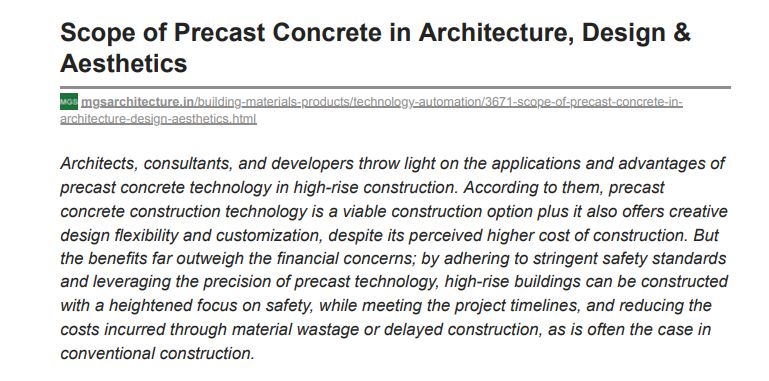 Scope of Precast Concrete in Architecture, Design &
Aesthetics
MGS mgsarchitecture.in/building-materials-products/technology-automation/3671-scope-of-precast-concrete-in-
architecture-design-aesthetics.html
Architects, consultants, and developers throw light on the applications and advantages of
precast concrete technology in high-rise construction. According to them, precast
concrete construction technology is a viable construction option plus it also offers creative
design flexibility and customization, despite its perceived higher cost of construction. But
the benefits far outweigh the financial concerns; by adhering to stringent safety standards
and leveraging the precision of precast technology, high-rise buildings can be constructed
with a heightened focus on safety, while meeting the project timelines, and reducing the
costs incurred through material wastage or delayed construction, as is often the case in
conventional construction.